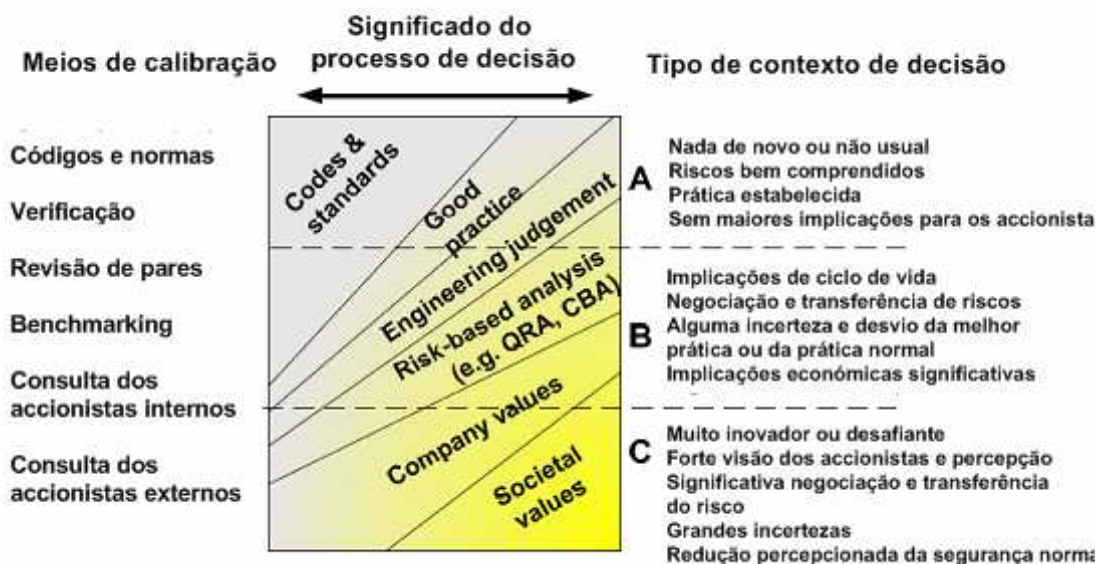 Significado do
processo de decisão
Meios de calibração
Tipo de contexto de decisão
Códigos e normas
Verificação
Revisão de pares
Benchmarking
Consulta dos
accionistas internos
Consulta dos
accionistas externos
Codes &
standards
Good
practice
Engineering judgement
Risk-based analysis
(e.g. QRA, CBA)
Company values
Societal
values
A
Nada de novo ou não usual
Riscos bem comprendidos
Prática estabelecida
Sem maiores implicações para os accionista
B
Implicações de ciclo de vida
Negociação e transferência de riscos
Alguma incerteza e desvio da melhor
prática ou da prática normal
Implicações económicas significativas
C
Muito inovador ou desafiante
Forte visão dos accionistas e percepção
Significativa negociação e transferência
do risco
Grandes incertezas
Redução percepcionada da segurança norma